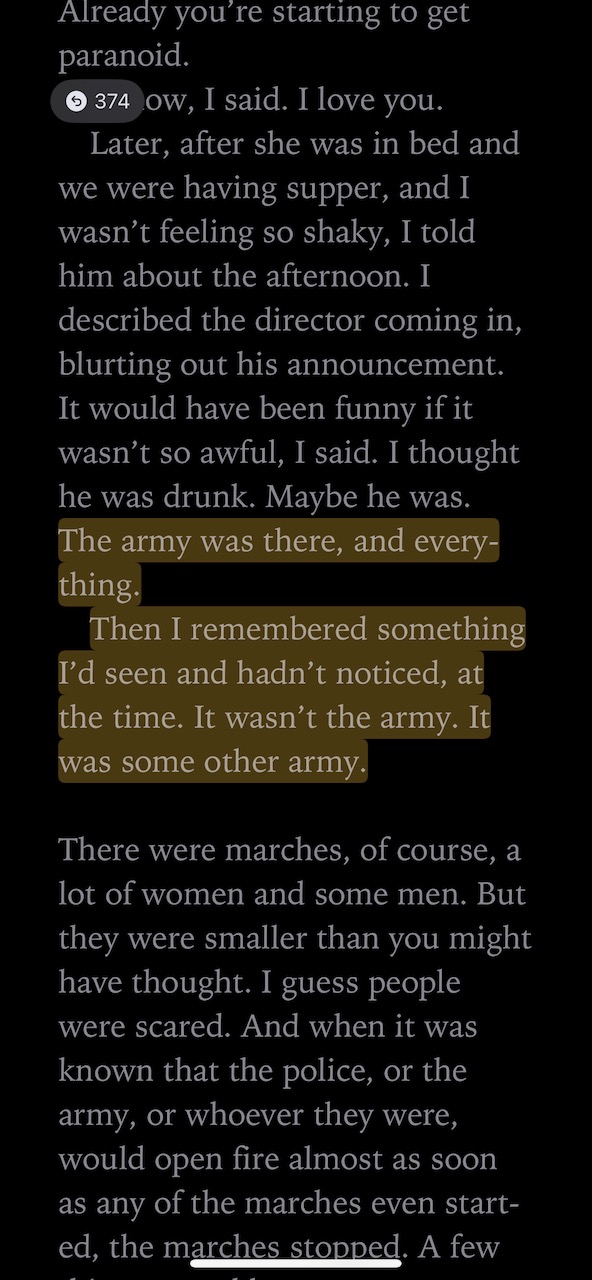 Already you’re starting to get
paranoid.
374 ow, I said. I love you.
Later, after she was in bed and
we were having supper, and I
wasn’t feeling so shaky, I told
him about the afternoon. I
described the director coming in,
blurting out his announcement.
It would have been funny if it
wasn’t so awful, I said. I thought
he was drunk. Maybe he was.
The army was there, and every-
thing.
Then I remembered something
I’d seen and hadn’t noticed, at
the time. It wasn’t the army. It
was some other army.
There were marches, of course, a
lot of women and some men. But
they were smaller than you might
have thought. I guess people
were scared. And when it was
known that the police, or the
army, or whoever they were,
would open fire almost as soon
as any of the marches even start-
ed, the marches stopped. A few